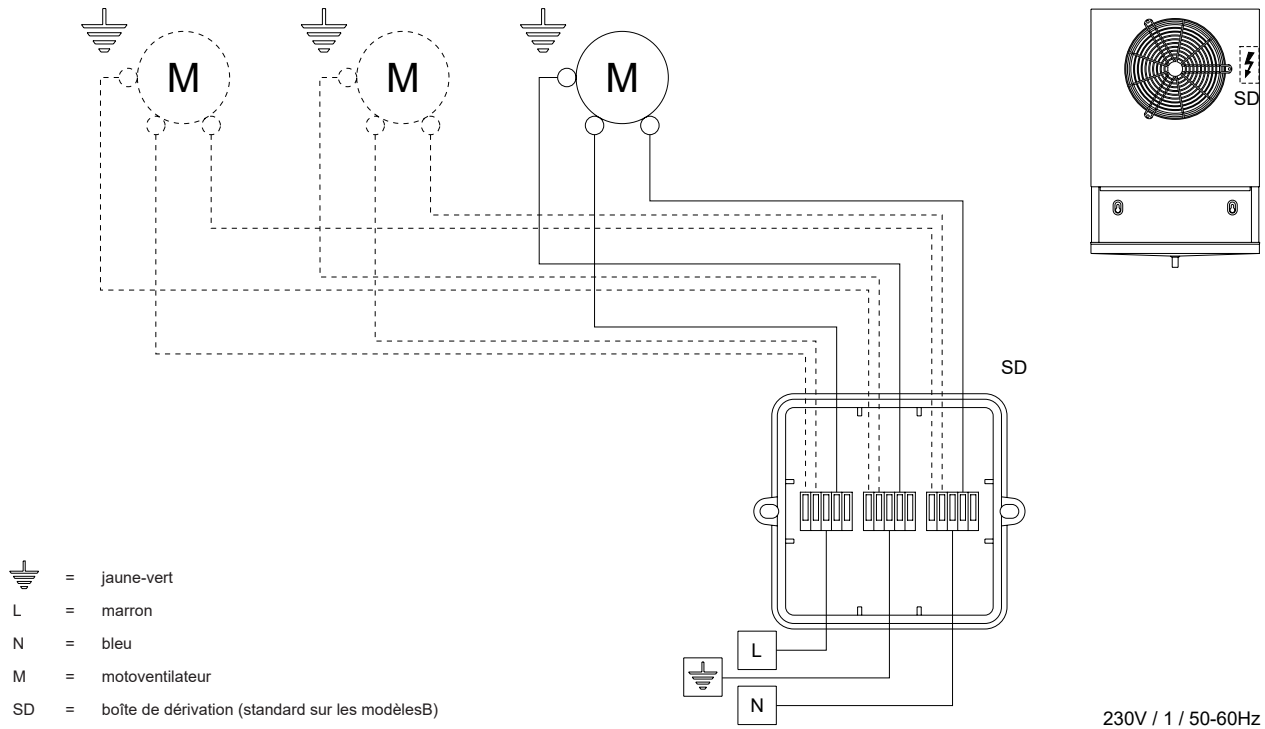 M
M
M
SD
SD
= jaune-vert
L = marron
N = bleu
M = motoventilateur
SD = boîte de dérivation (standard sur les modèlesB)
L
N
230V / 1 / 50-60Hz